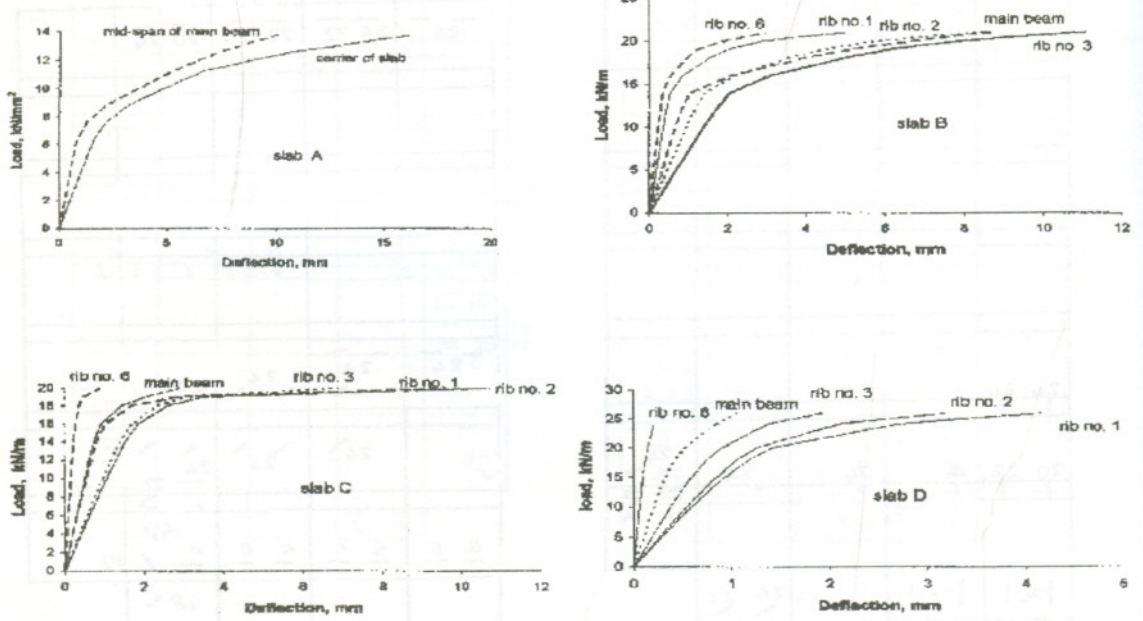 mid-span of main beam
center of slab
slab A
Load, kN/mm²
14
12
10
8
6
4
2
0
0 5 10 15 20
Deflection, mm
rib no. 6 rib no.1 rib no. 2 main beam
rib no. 3
slab B
Load, kN/m
20
15
10
5
0
0 2 4 6 8 10 12
Deflection, mm
rib no. 6 main beam rib no. 3 rib no. 1 rib no. 2
slab C
Load, kN/m
20
18
16
14
12
10
8
6
4
2
0
0 2 4 6 8 10 12
Deflection, mm
rib no. 6 main beam rib no. 3 rib no. 2
rib no. 1
slab D
load, kN/m
30
25
20
15
10
5
0
0 1 2 3 4 5
Deflection, mm